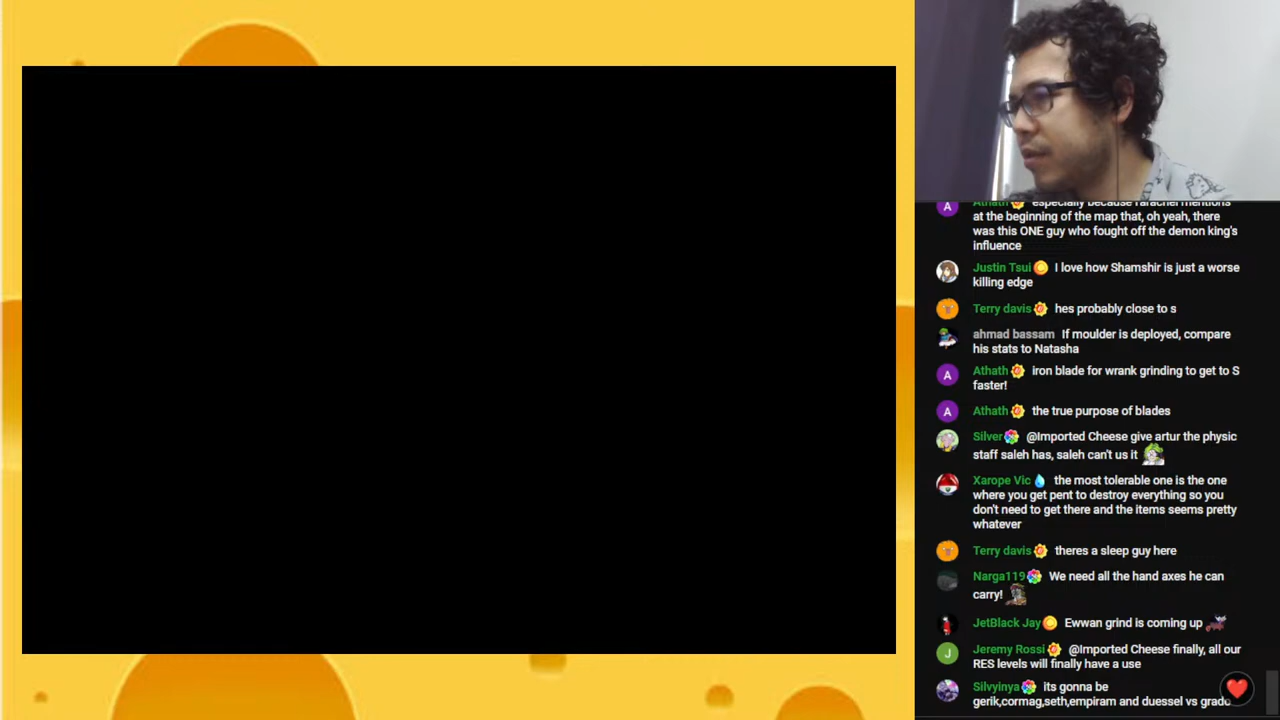 at the beginning of the map that, oh yeah, there
was this ONE guy who fought off the demon king's
influence
Justin Tsui I love how Shamshir is just a worse
killing edge
Terry davis hes probably close to s
ahmad bassam If moulder is deployed, compare
his stats to Natasha
A
Athath iron blade for wrank grinding to get to S
faster!
A
Athath the true purpose of blades
Silver @Imported Cheese give artur the physic
staff saleh has, saleh can't us it
Xarope Vic the most tolerable one is the one
where you get pent to destroy everything so you
don't need to get there and the items seems pretty
whatever
Terry davis theres a sleep guy here
Narga119 We need all the hand axes he can
carry!
JetBlack Jay Ewwan grind is coming up
J
Jeremy Rossi @Imported Cheese finally, all our
RES levels will finally have a use
Silvyinya its gonna be
gerik,cormag,seth,empiram and duessel vs grado